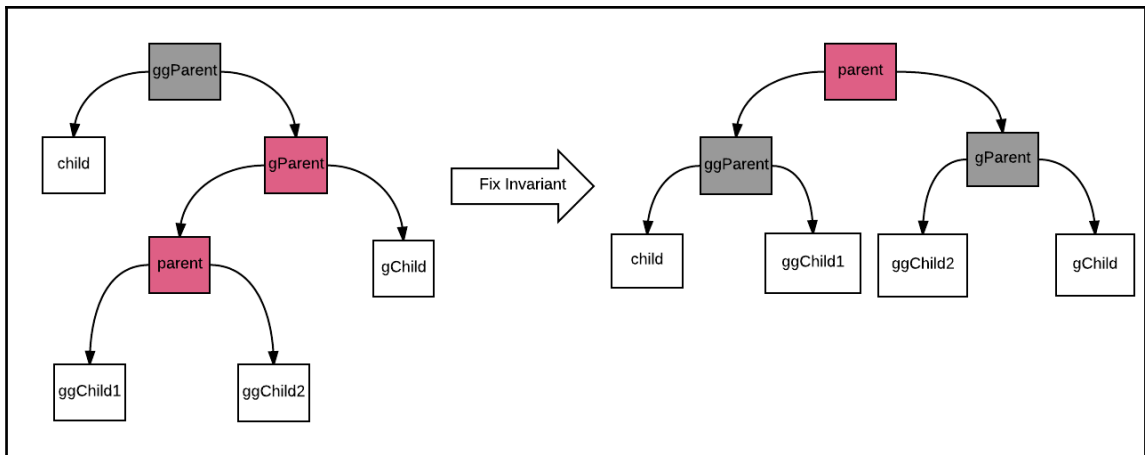 ggParent
child
gParent
parent
gChild
ggChild1
ggChild2
Fix Invariant
parent
ggParent
gParent
child
ggChild1
ggChild2
gChild